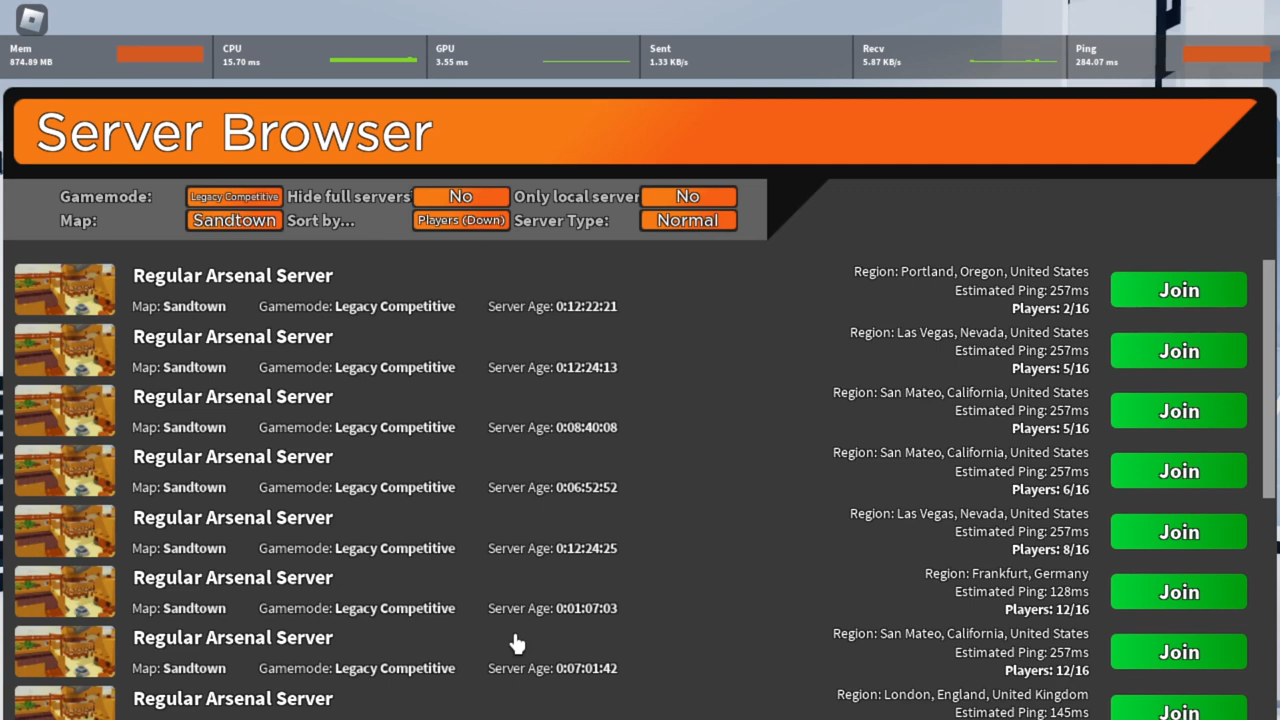 Mem CPU GPU Sent Recv Ping
874.89 MB 15.70 ms 3.55 ms 1.33 KB/s 5.87 KB/s 284.07 ms
Server Browser
Gamemode: Legacy Competitive Hide full servers No Only local server No
Map: Sandtown Sort by... Players (Down) Server Type: Normal
Regular Arsenal Server
Map: Sandtown Gamemode: Legacy Competitive Server Age: 0:12:22:21
Region: Portland, Oregon, United States
Estimated Ping: 257ms
Players: 2/16
Join
Regular Arsenal Server
Map: Sandtown Gamemode: Legacy Competitive Server Age: 0:12:24:13
Region: Las Vegas, Nevada, United States
Estimated Ping: 257ms
Players: 5/16
Join
Regular Arsenal Server
Map: Sandtown Gamemode: Legacy Competitive Server Age: 0:08:40:08
Region: San Mateo, California, United States
Estimated Ping: 257ms
Players: 5/16
Join
Regular Arsenal Server
Map: Sandtown Gamemode: Legacy Competitive Server Age: 0:06:52:52
Region: San Mateo, California, United States
Estimated Ping: 257ms
Players: 6/16
Join
Regular Arsenal Server
Map: Sandtown Gamemode: Legacy Competitive Server Age: 0:12:24:25
Region: Las Vegas, Nevada, United States
Estimated Ping: 257ms
Players: 8/16
Join
Regular Arsenal Server
Map: Sandtown Gamemode: Legacy Competitive Server Age: 0:01:07:03
Region: Frankfurt, Germany
Estimated Ping: 128ms
Players: 12/16
Join
Regular Arsenal Server
Map: Sandtown Gamemode: Legacy Competitive Server Age: 0:07:01:42
Region: San Mateo, California, United States
Estimated Ping: 257ms
Players: 12/16
Join
Regular Arsenal Server
Region: London, England, United Kingdom
Estimated Ping: 145ms
Join